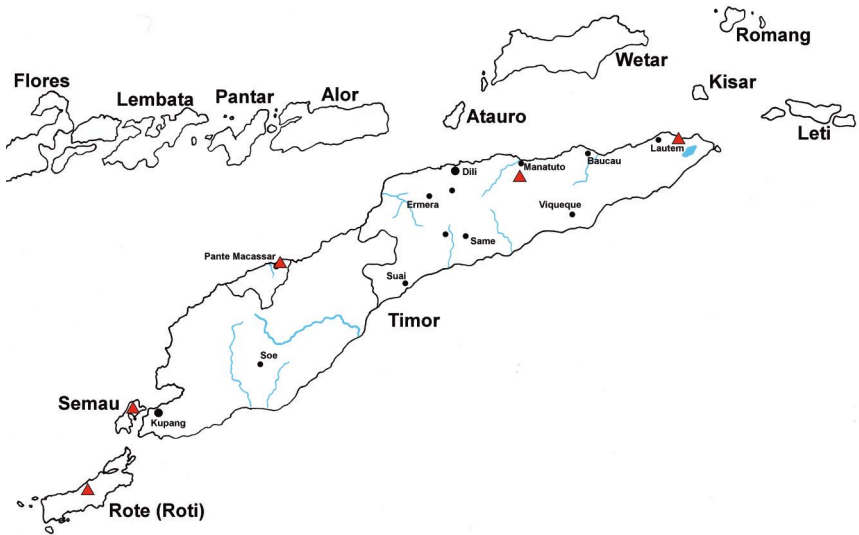 Romang
Wetar
Flores
Kisar
Lembata
Pantar
Alor
Atauro
Leti
Lautem
Baucau
Manatuto
Dili
Ermera
Viqueque
Same
Pante Macassar
Suai
Timor
Soe
Semau
Kupang
Rote (Roti)